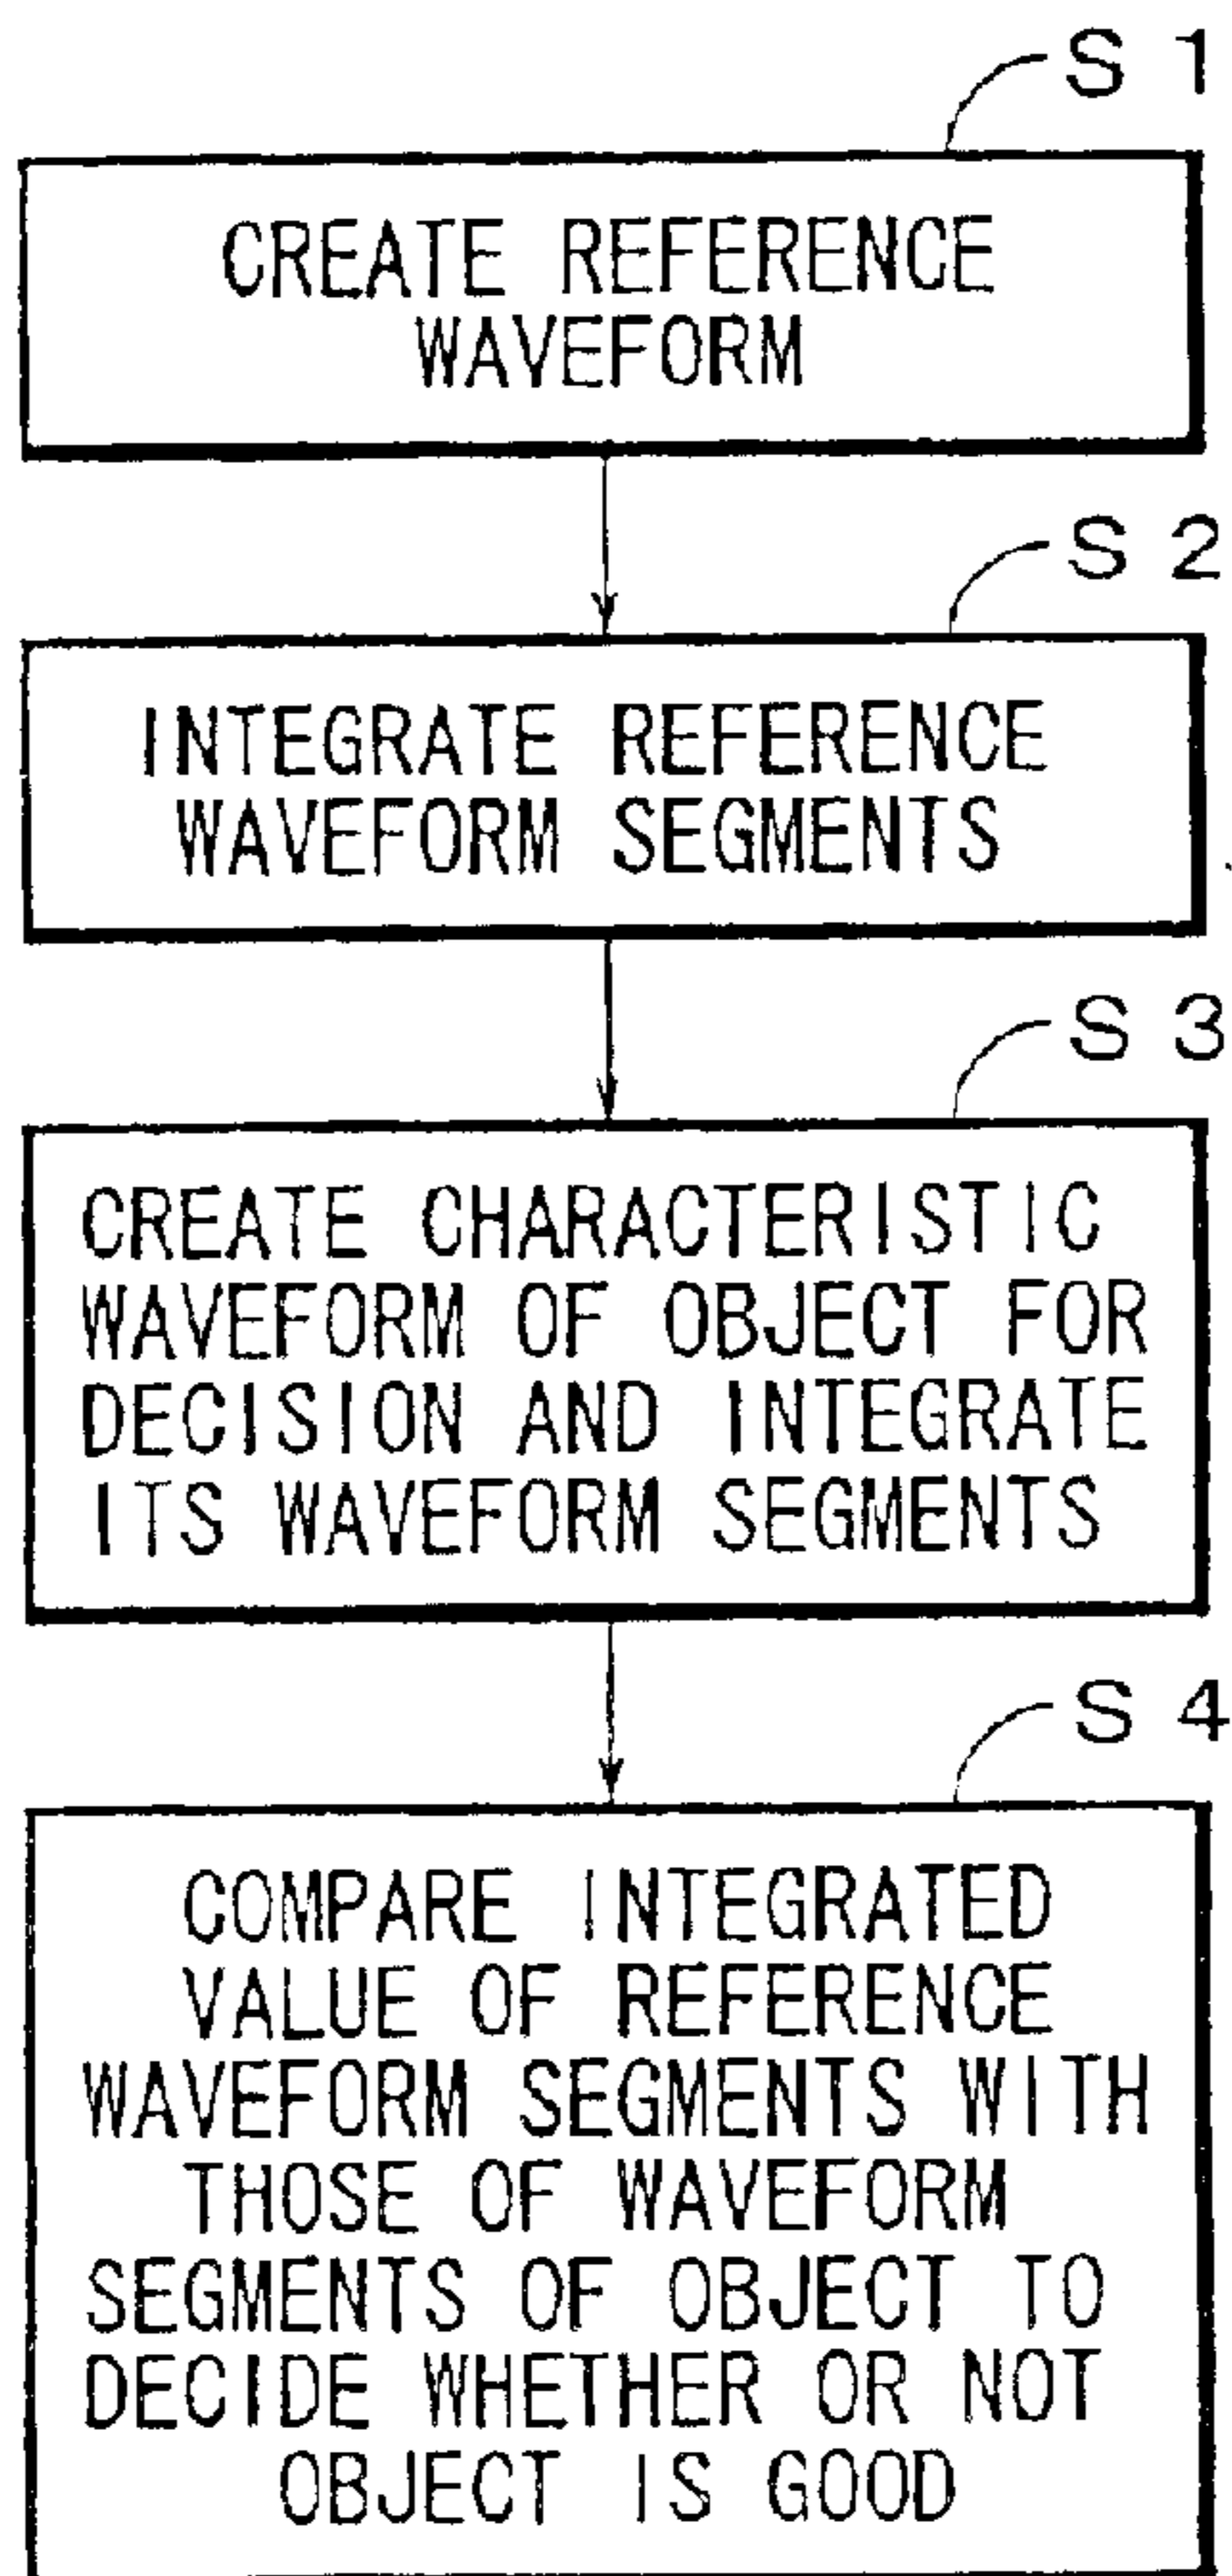 S 1
CREATE REFERENCE
WAVEFORM
S 2
INTEGRATE REFERENCE
WAVEFORM SEGMENTS
S 3
CREATE CHARACTERISTIC
WAVEFORM OF OBJECT FOR
DECISION AND INTEGRATE
ITS WAVEFORM SEGMENTS
S 4
COMPARE INTEGRATED
VALUE OF REFERENCE
WAVEFORM SEGMENTS WITH
THOSE OF WAVEFORM
SEGMENTS OF OBJECT TO
DECIDE WHETHER OR NOT
OBJECT IS GOOD